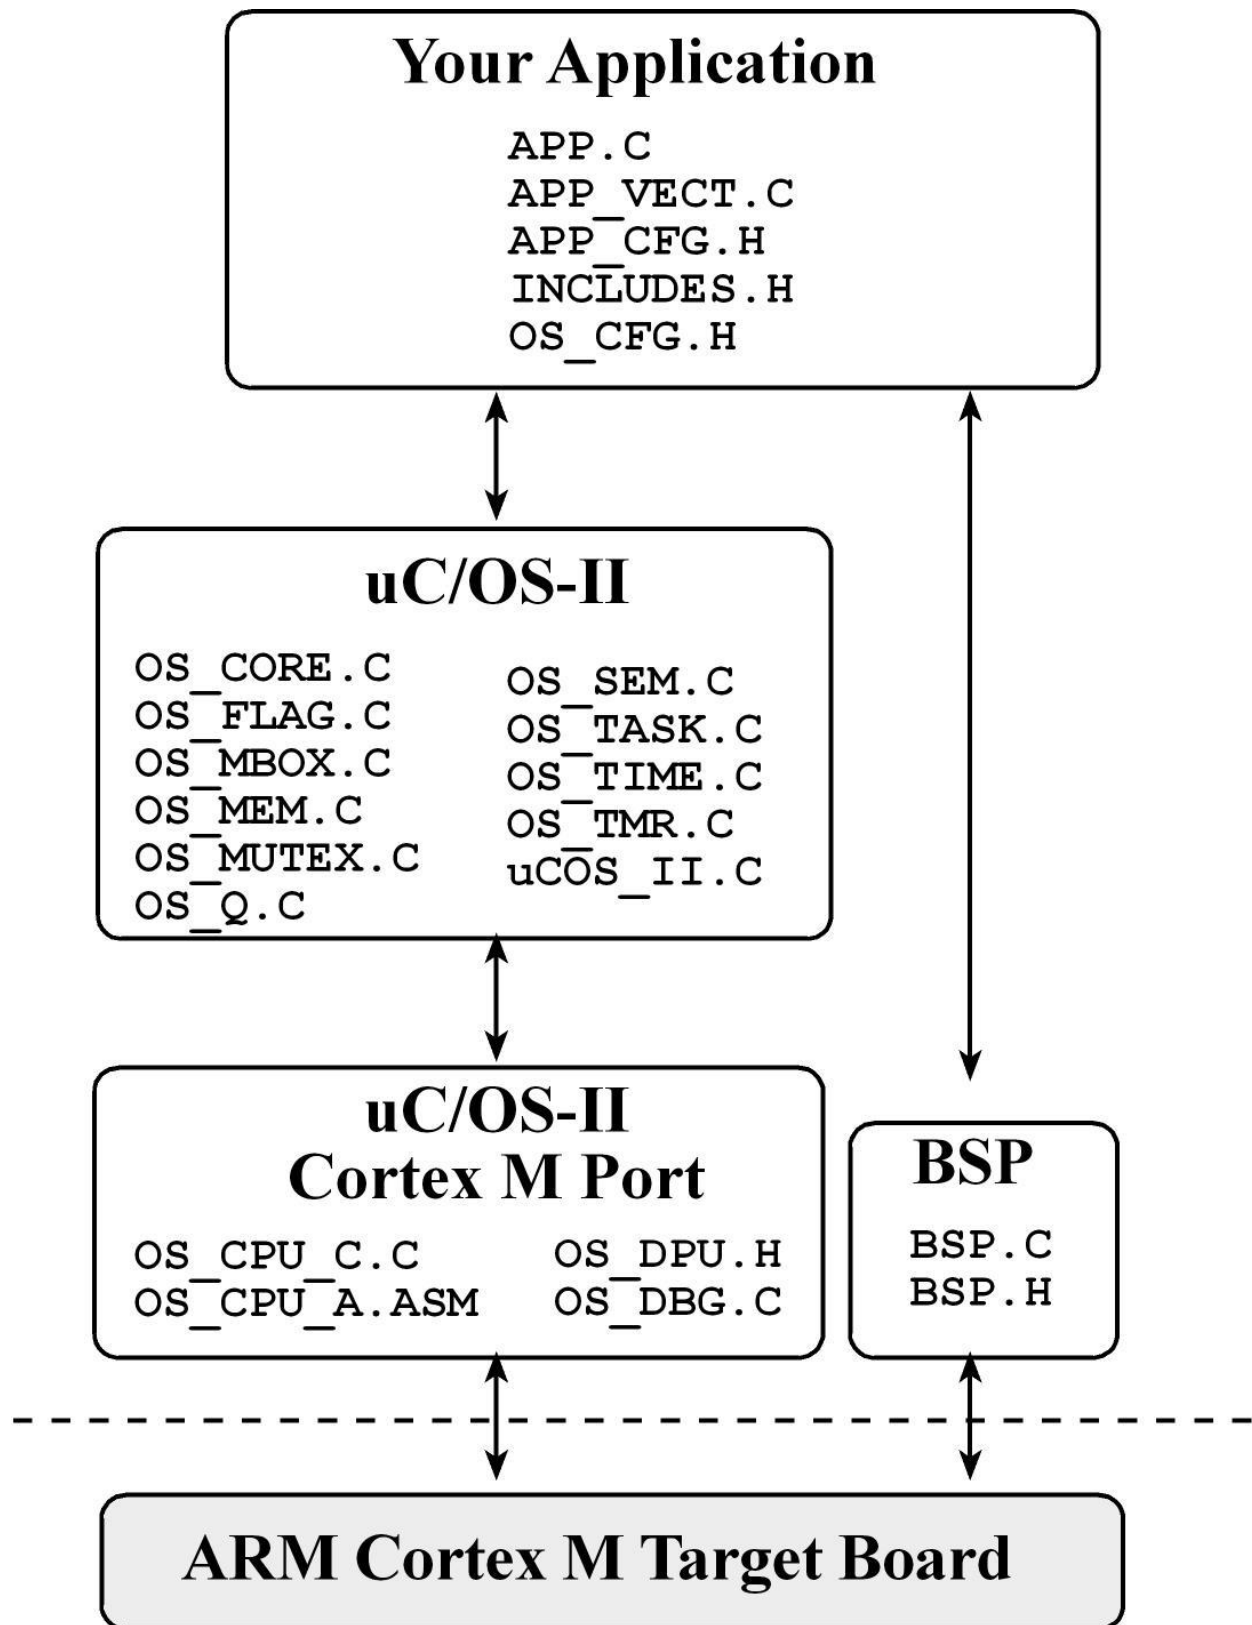 Your Application
APP.C
APP_VECT.C
APP_CFG.H
INCLUDES.H
OS_CFG.H
uC/OS-II
OS_CORE.C
OS_FLAG.C
OS_MBOX.C
OS_MEM.C
OS_MUTEX.C
OS_Q.C
OS_SEM.C
OS_TASK.C
OS_TIME.C
OS_TMR.C
uCOS_II.C
uC/OS-II
Cortex M Port
OS_CPU_C.C
OS_CPU_A.ASM
OS_DPU.H
OS_DBG.C
BSP
BSP.C
BSP.H
ARM Cortex M Target Board